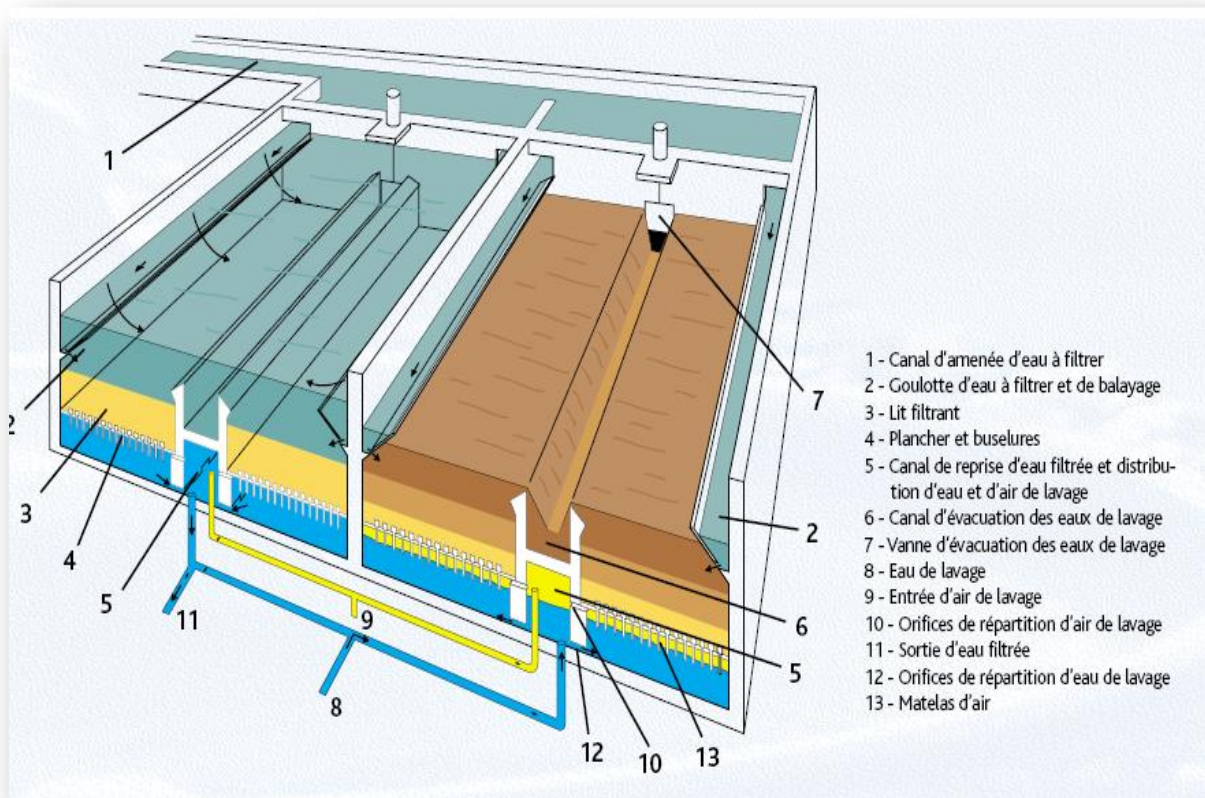 1
2
3
4
5
11
9
8
12
10
13
5
6
2
7
1 - Canal d'amenée d'eau à filtrer
2 - Goulotte d'eau à filtrer et de balayage
3 - Lit filtrant
4 - Plancher et buselures
5 - Canal de reprise d'eau filtrée et distribu-
tion d'eau et d'air de lavage
6 - Canal d'évacuation des eaux de lavage
7 - Vanne d'évacuation des eaux de lavage
8 - Eau de lavage
9 - Entrée d'air de lavage
10 - Orifices de répartition d'air de lavage
11 - Sortie d'eau filtrée
12 - Orifices de répartition d'eau de lavage
13 - Matelas d'air